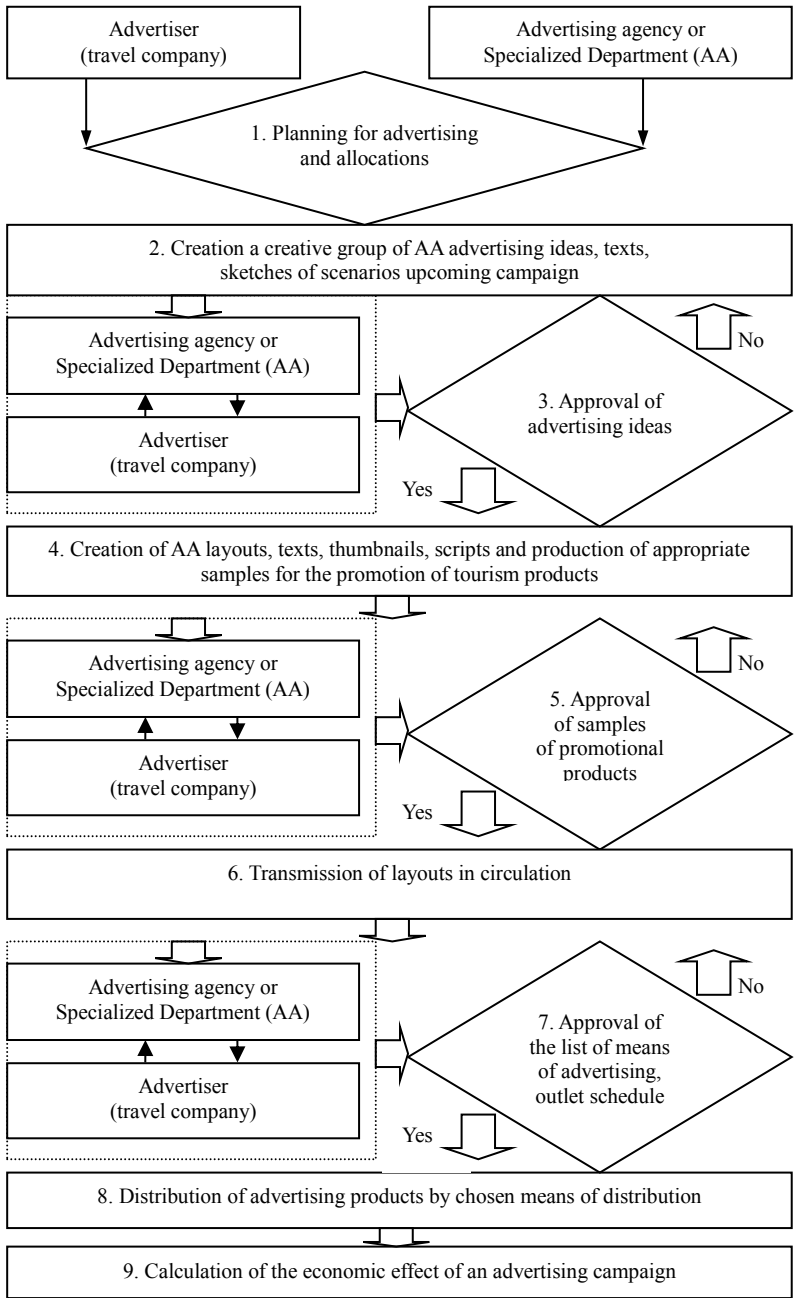 Advertiser
(travel company)
Advertising agency or
Specialized Department (AA)
1. Planning for advertising
and allocations
2. Creation a creative group of AA advertising ideas, texts,
sketches of scenarios upcoming campaign
Advertising agency or
Specialized Department (AA)
Advertiser
(travel company)
No
3. Approval of
advertising ideas
Yes
4. Creation of AA layouts, texts, thumbnails, scripts and production of appropriate
samples for the promotion of tourism products
Advertising agency or
Specialized Department (AA)
Advertiser
(travel company)
No
5. Approval
of samples
of promotional
products
Yes
6. Transmission of layouts in circulation
Advertising agency or
Specialized Department (AA)
Advertiser
(travel company)
No
7. Approval of
the list of means
of advertising,
outlet schedule
Yes
8. Distribution of advertising products by chosen means of distribution
9. Calculation of the economic effect of an advertising campaign